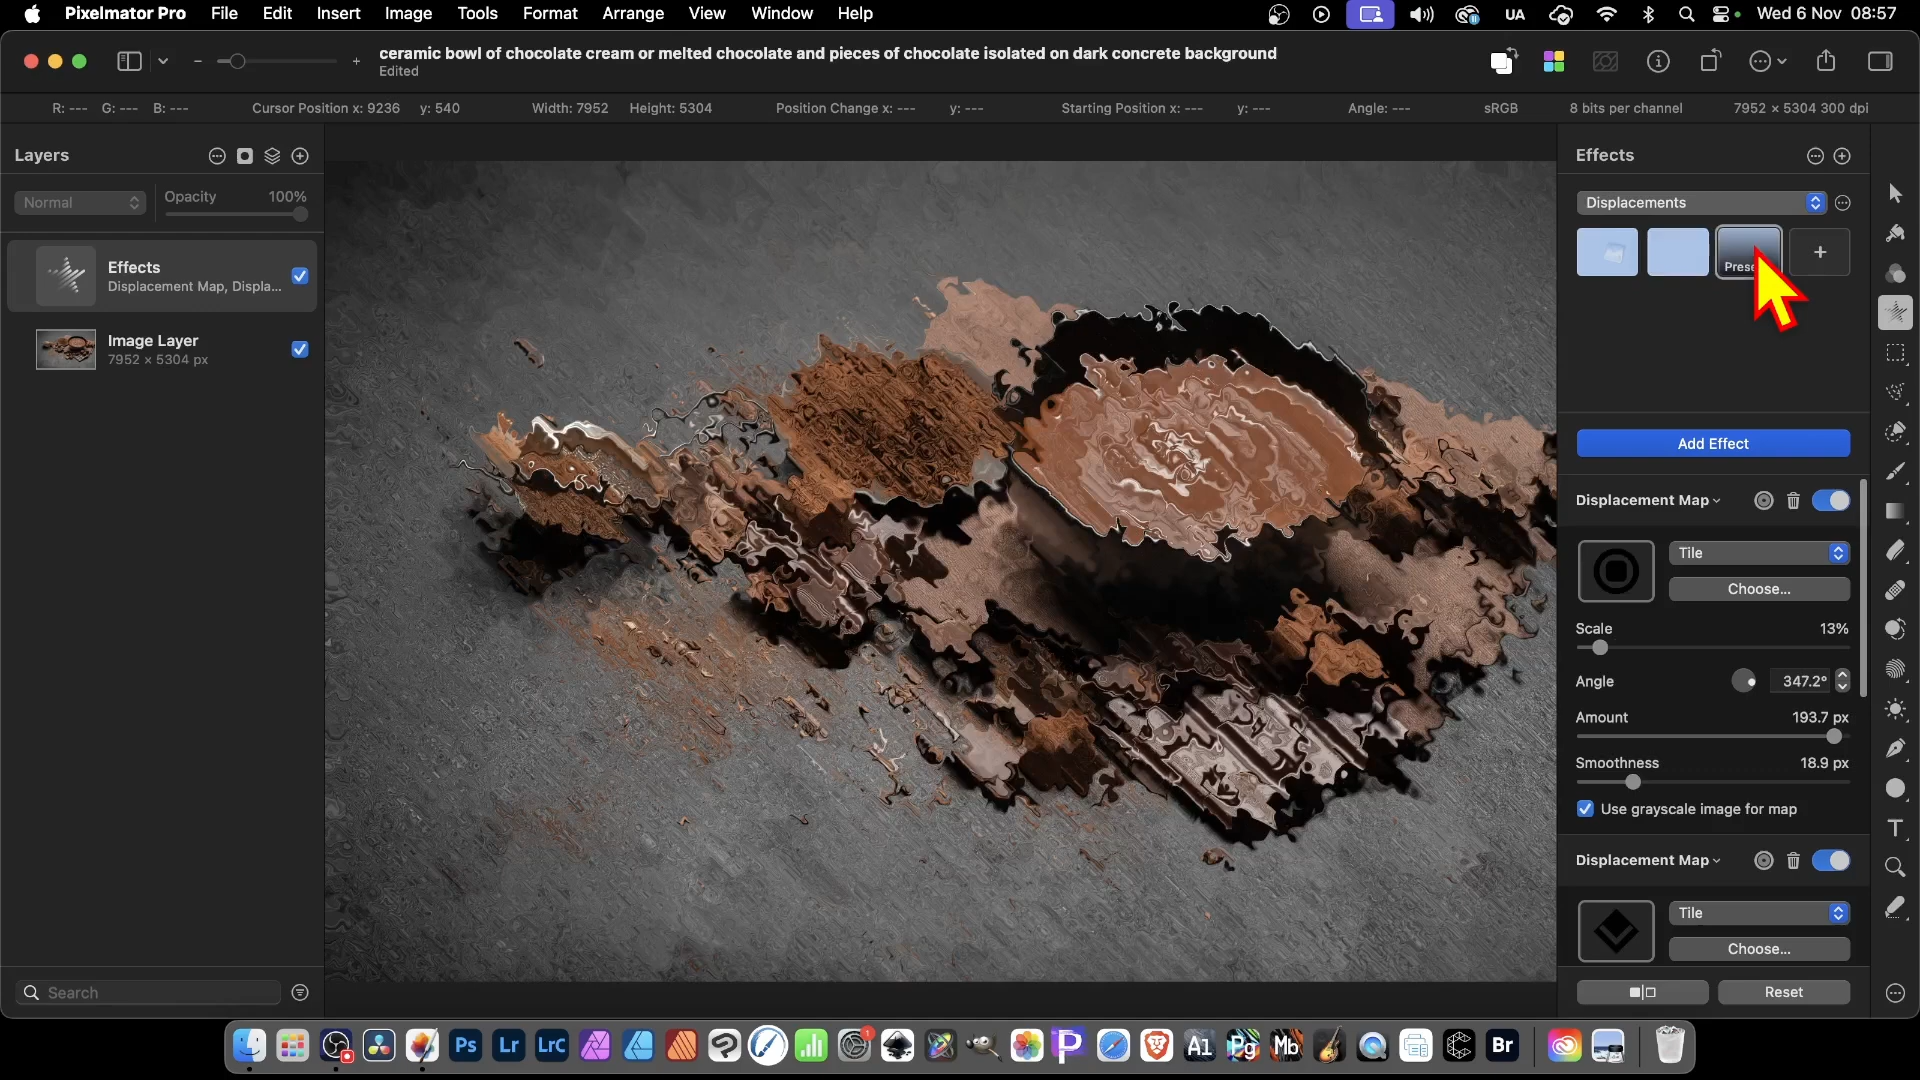 Pixelmator Pro File Edit Insert Image Tools Format Arrange View Window Help UA Wed 6 Nov 08:57
ceramic bowl of chocolate cream or melted chocolate and pieces of chocolate isolated on dark concrete background
Edited
R: --- G: --- B: --- Cursor Position x: 9236 y: 540 Width: 7952 Height: 5304 Position Change x: --- y: --- Starting Position x: --- y: --- Angle: --- sRGB 8 bits per channel 7952 × 5304 300 dpi
Layers
Normal Opacity 100%
Effects
Displacement Map, Displa...
Image Layer
7952 × 5304 px
Search
Effects
Displacements
Add Effect
Displacement Map
Tile
Choose...
Scale 13%
Angle 347.2°
Amount 193.7 px
Smoothness 18.9 px
Use grayscale image for map
Displacement Map
Tile
Choose...
Reset
Ps Lr LrC 1 Ai Pg Mb Br